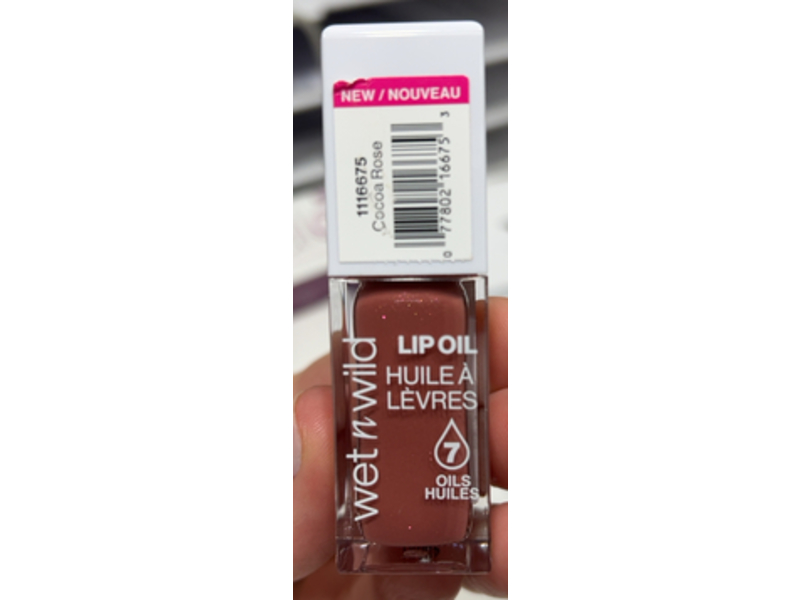 NEW / NOUVEAU
1116675
Cocoa Rose
0 77802 16675 3
wet n wild
LIP OIL
HUILE À
LÈVRES
7
OILS
HUILES